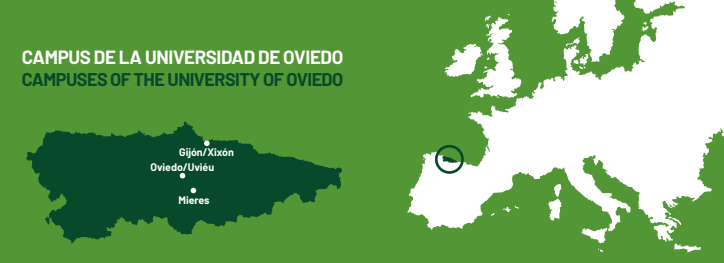 CAMPUS DE LA UNIVERSIDAD DE OVIEDO
CAMPUSES OF THE UNIVERSITY OF OVIEDO
Gijón/Xixón
Oviedo/Uviéu
Mieres